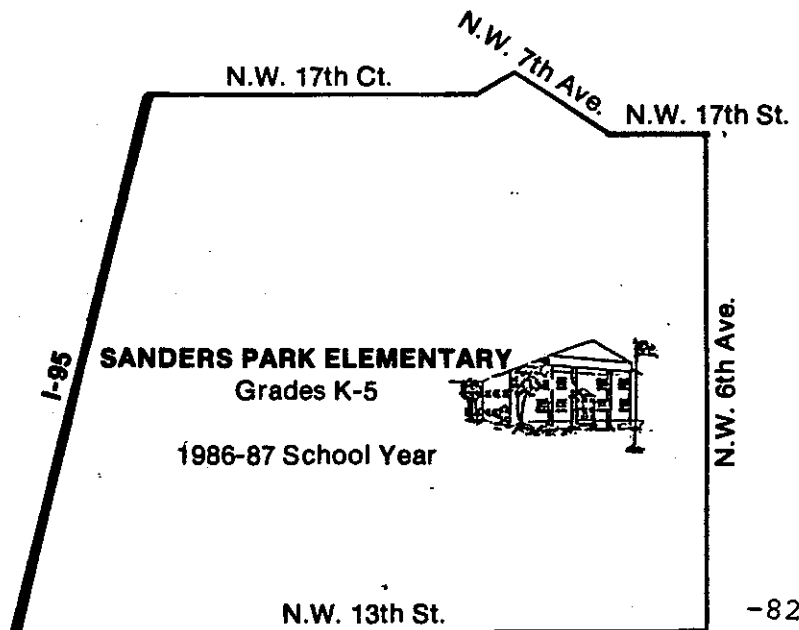 N.W. 7th Ave.
N.W. 17th Ct.
N.W. 17th St.
I-95
SANDERS PARK ELEMENTARY
Grades K-5
N.W. 6th Ave.
1986-87 School Year
N.W. 13th St.
-82